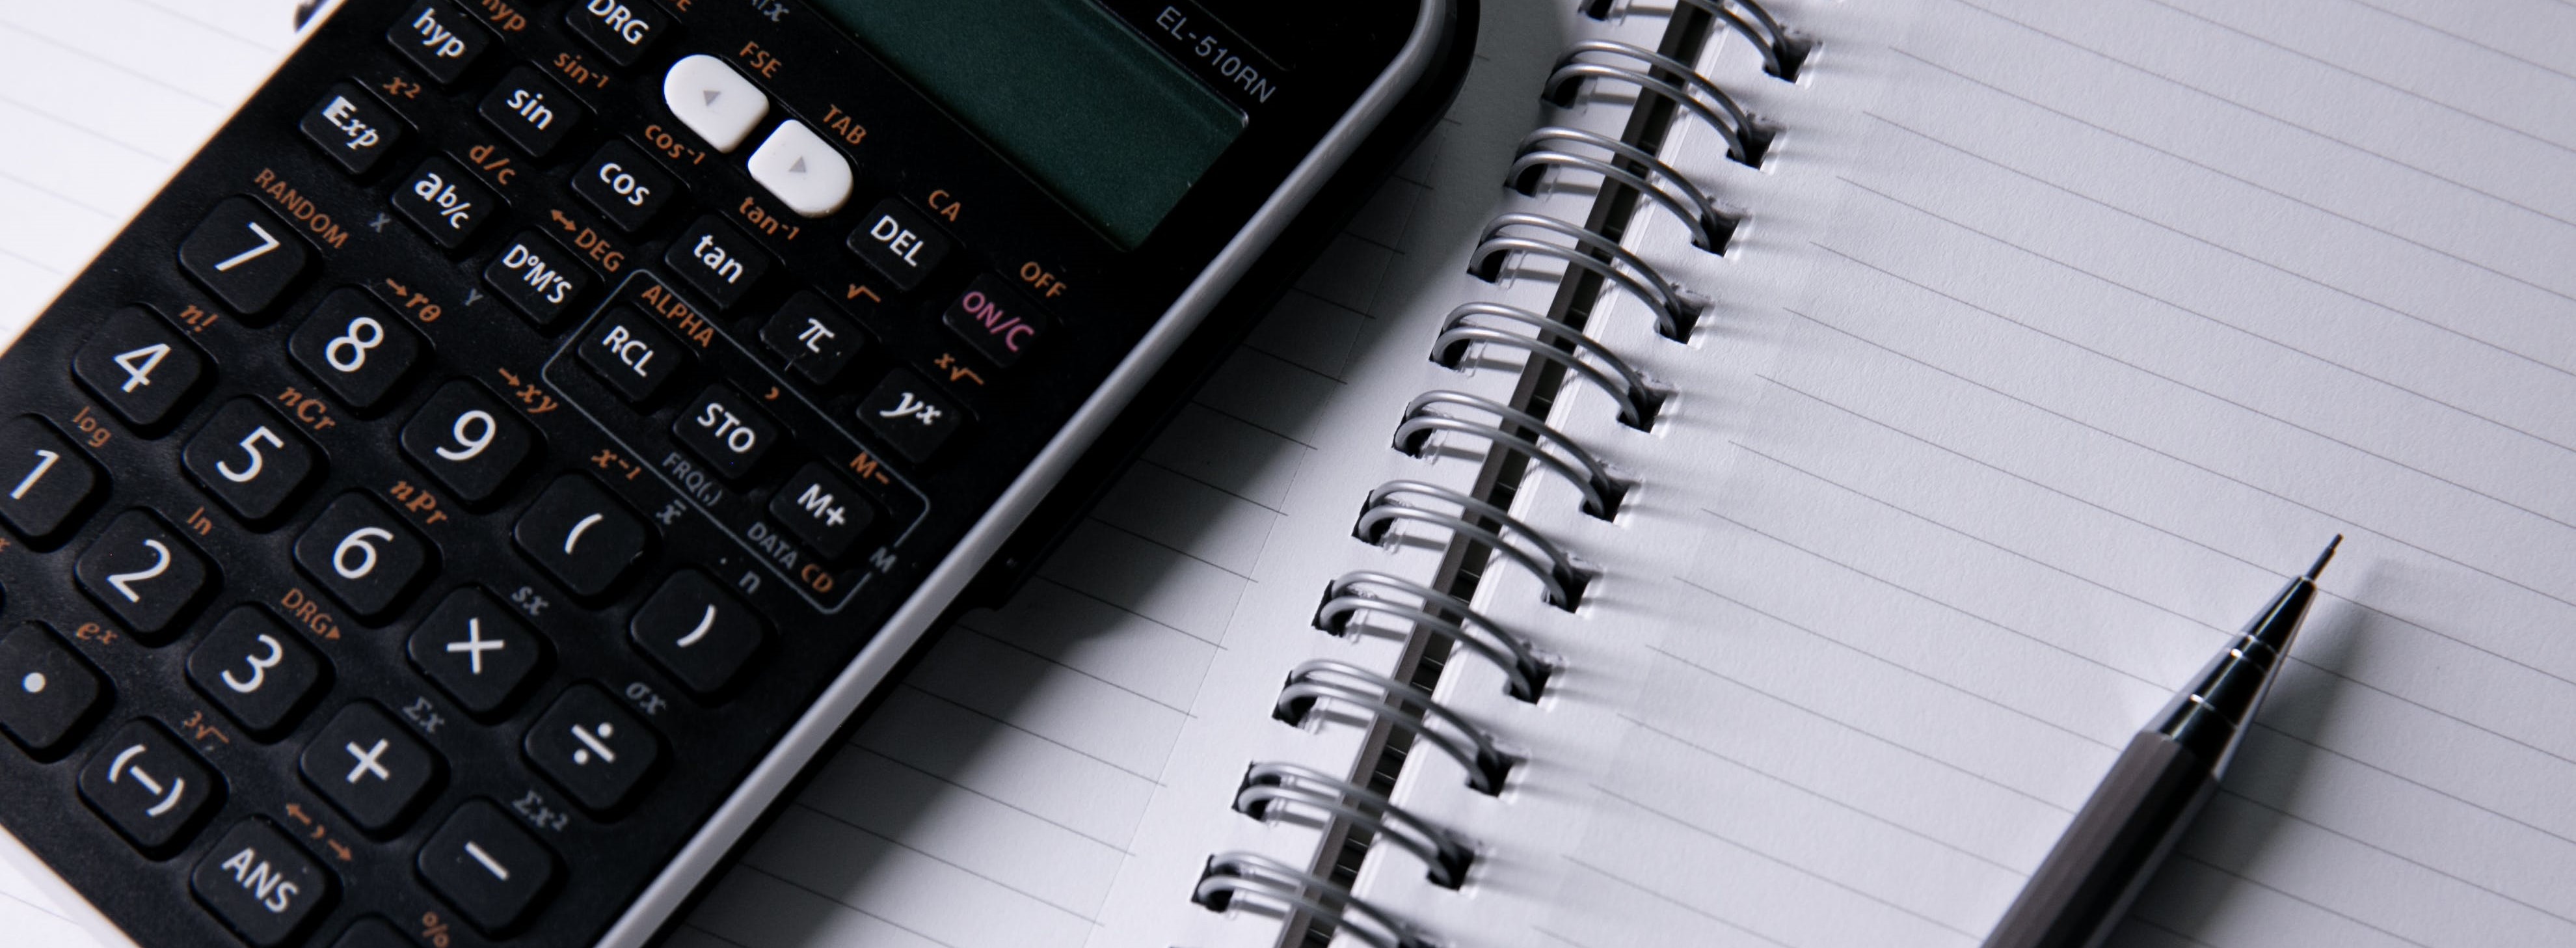 EL-510RN
hyp
DRG
hyp
FSE
sin⁻¹
TAB
x²
sin
cos⁻¹
CA
Exp
d/c
cos
tan⁻¹
OFF
RANDOM
X
ab/c
↔DEG
tan
DEL
ON/C
7
→rθ
Y
D°M'S
ALPHA
√
x√
n!
8
→xy
RCL
π
yx
4
nCr
9
x⁻¹
STO
,
M-
log
5
nPr
(
FRQ(,)
x̄
M+
1
ln
6
sx
)
n
DATA CD
M
2
DRG▸
×
σx
eˣ
3
Σx
÷
.
³√
+
Σx²
(−)
←,→
−
ANS
%